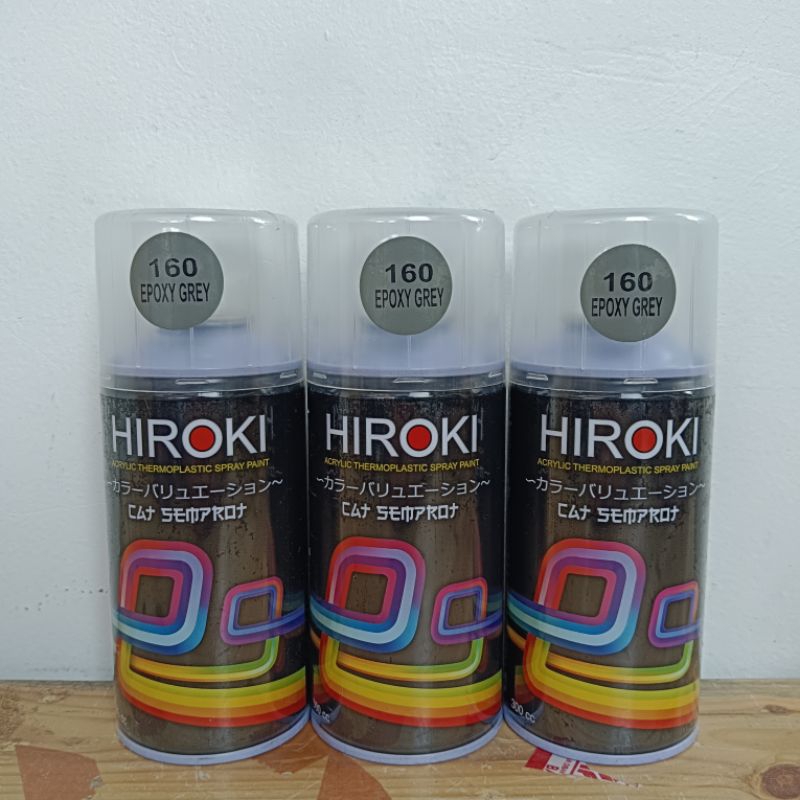 160
EPOXY GREY
HIROKI
ACRYLIC THERMOPLASTIC SPRAY PAINT
~カラーバリュエーション~
CAT SEMPROT
160
EPOXY GREY
HIROKI
ACRYLIC THERMOPLASTIC SPRAY PAINT
~カラーバリュエーション~
CAT SEMPROT
300 cc
160
EPOXY GREY
HIROKI
ACRYLIC THERMOPLASTIC SPRAY PAINT
~カラーバリュエーション~
CAT SEMPROT
300 cc